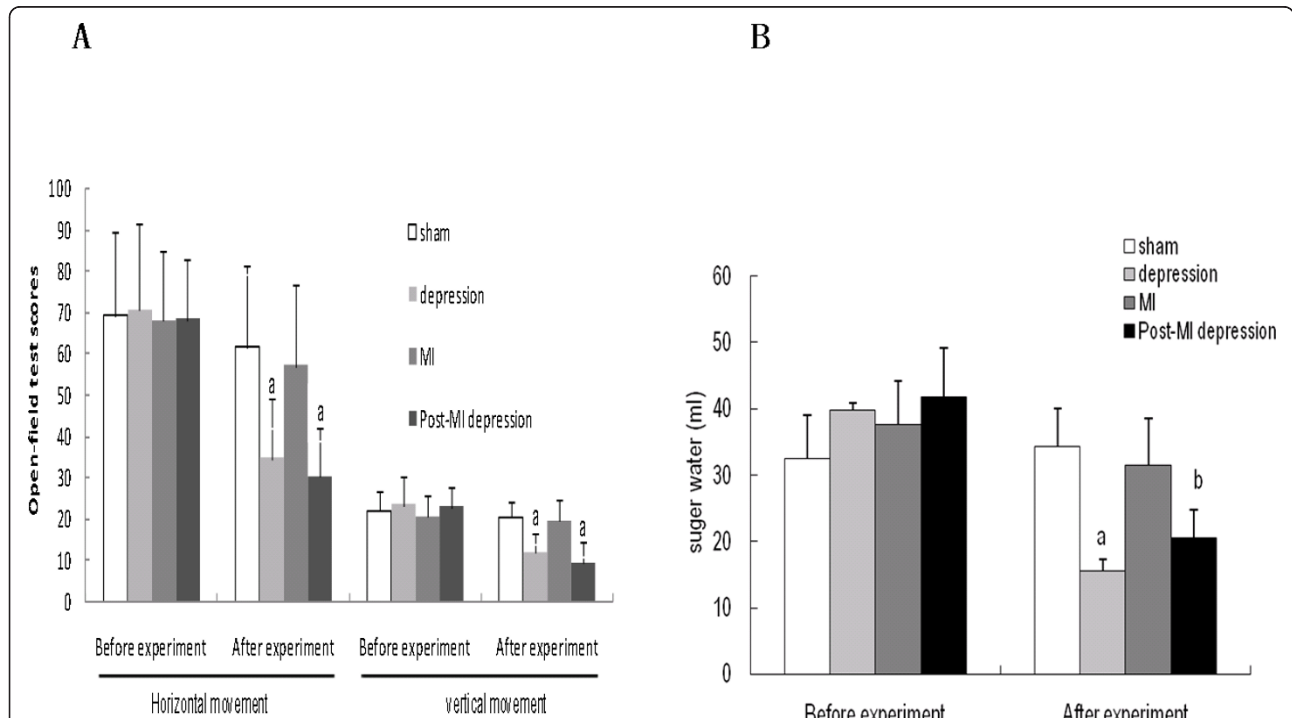 A
100
90
80
70
60
50
40
30
20
10
0
Open-field test scores
sham
depression
MI
Post-MI depression
a
a
a
a
Before experiment After experiment Before experiment After experiment
Horizontal movement vertical movement
B
60
50
40
30
20
10
0
suger water (ml)
sham
depression
MI
Post-MI depression
a
b
Before experiment After experiment